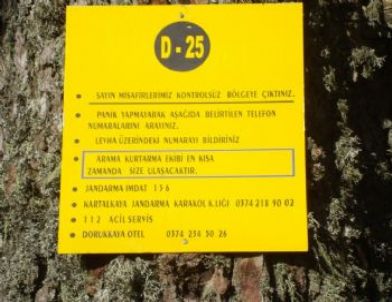 D - 25
SAYIN MİSAFİRLERİMİZ KONTROLSÜZ BÖLGEYE ÇIKTINIZ.
PANİK YAPMAYARAK AŞAĞIDA BELİRTİLEN TELEFON
NUMARALARINI ARAYINIZ.
LEVHA ÜZERİNDEKİ NUMARAYI BİLDİRİNİZ
ARAMA KURTARMA EKİBİ EN KISA
ZAMANDA SİZE ULAŞACAKTIR.
JANDARMA İMDAT 156
KARTALKAYA JANDARMA KARAKOL K.LIĞI 0374 218 90 02
112 ACİL SERVİS
DORUKKAYA OTEL 0374 234 50 26